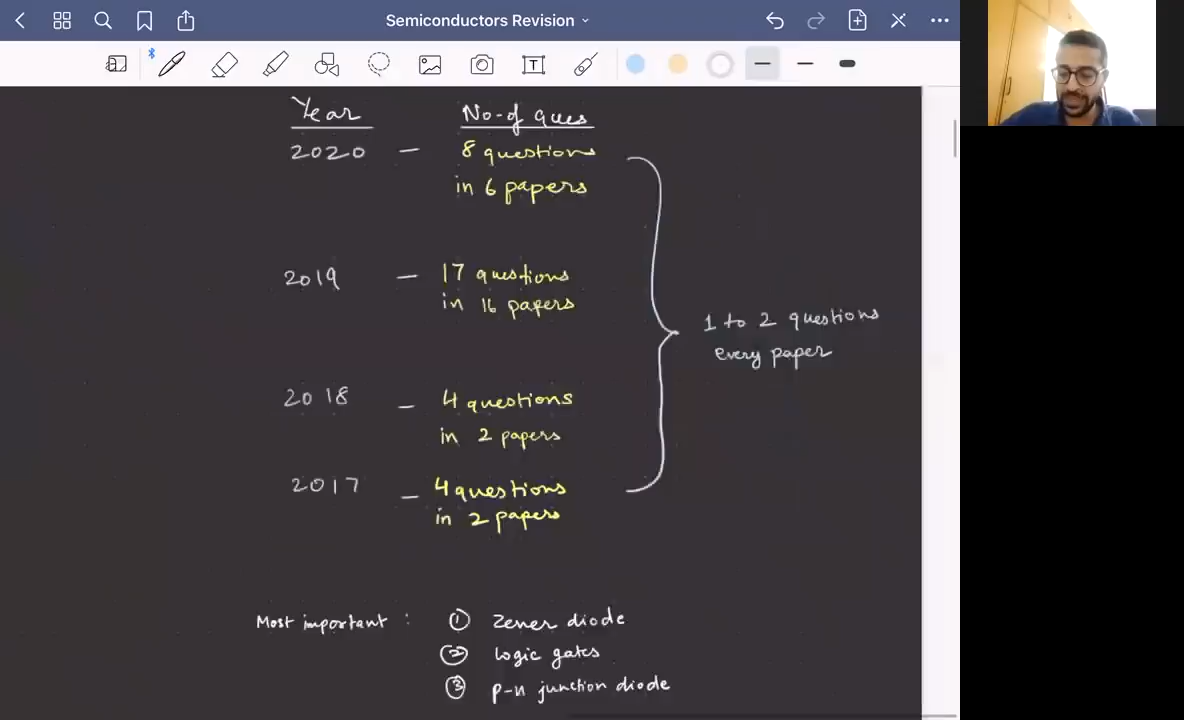 Semiconductors Revision
Year No-of ques
2020 — 8 questions
in 6 papers
2019 — 17 questions
in 16 papers
1 to 2 questions
every paper
2018 — 4 questions
in 2 papers
2017 — 4 questions
in 2 papers
Most important : ① Zener diode
② logic gates
③ p-n junction diode